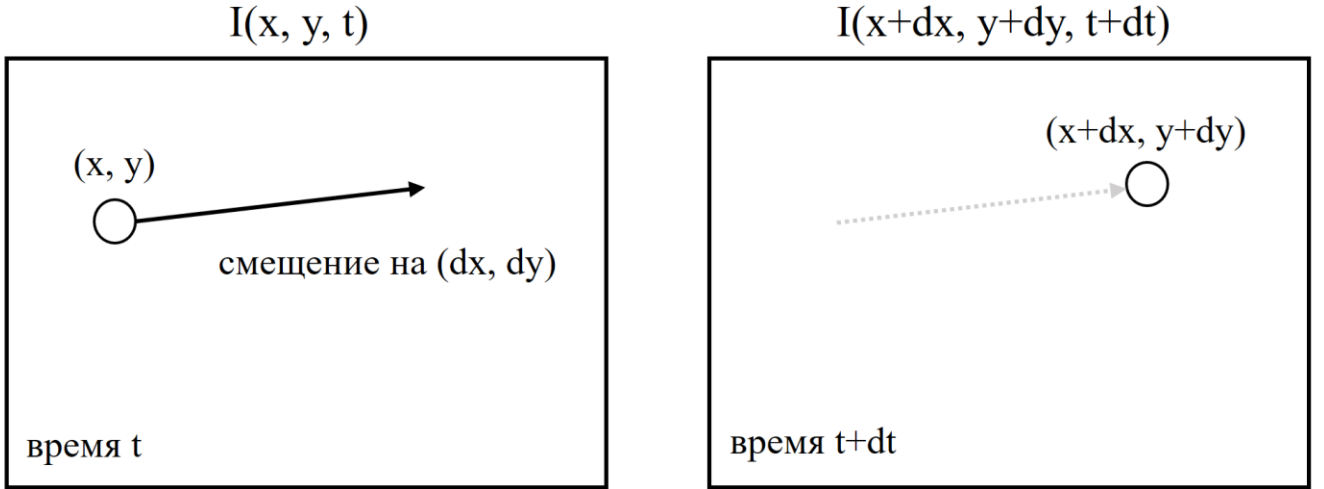 I(x, y, t)
(x, y)
смещение на (dx, dy)
время t
I(x+dx, y+dy, t+dt)
(x+dx, y+dy)
время t+dt